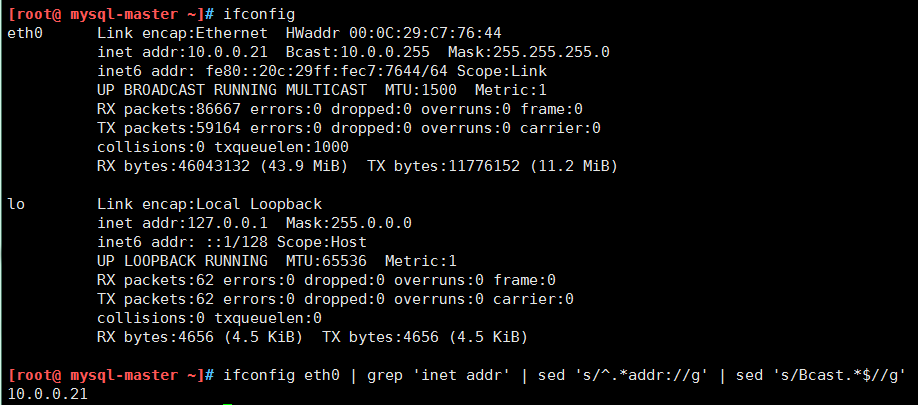 [root@ mysql-master ~]# ifconfig
eth0      Link encap:Ethernet  HWaddr 00:0C:29:C7:76:44
          inet addr:10.0.0.21  Bcast:10.0.0.255  Mask:255.255.255.0
          inet6 addr: fe80::20c:29ff:fec7:7644/64 Scope:Link
          UP BROADCAST RUNNING MULTICAST  MTU:1500  Metric:1
          RX packets:86667 errors:0 dropped:0 overruns:0 frame:0
          TX packets:59164 errors:0 dropped:0 overruns:0 carrier:0
          collisions:0 txqueuelen:1000
          RX bytes:46043132 (43.9 MiB)  TX bytes:11776152 (11.2 MiB)

lo        Link encap:Local Loopback
          inet addr:127.0.0.1  Mask:255.0.0.0
          inet6 addr: ::1/128 Scope:Host
          UP LOOPBACK RUNNING  MTU:65536  Metric:1
          RX packets:62 errors:0 dropped:0 overruns:0 frame:0
          TX packets:62 errors:0 dropped:0 overruns:0 carrier:0
          collisions:0 txqueuelen:0
          RX bytes:4656 (4.5 KiB)  TX bytes:4656 (4.5 KiB)

[root@ mysql-master ~]# ifconfig eth0 | grep 'inet addr' | sed 's/^.*addr://g' | sed 's/Bcast.*$//g'
10.0.0.21